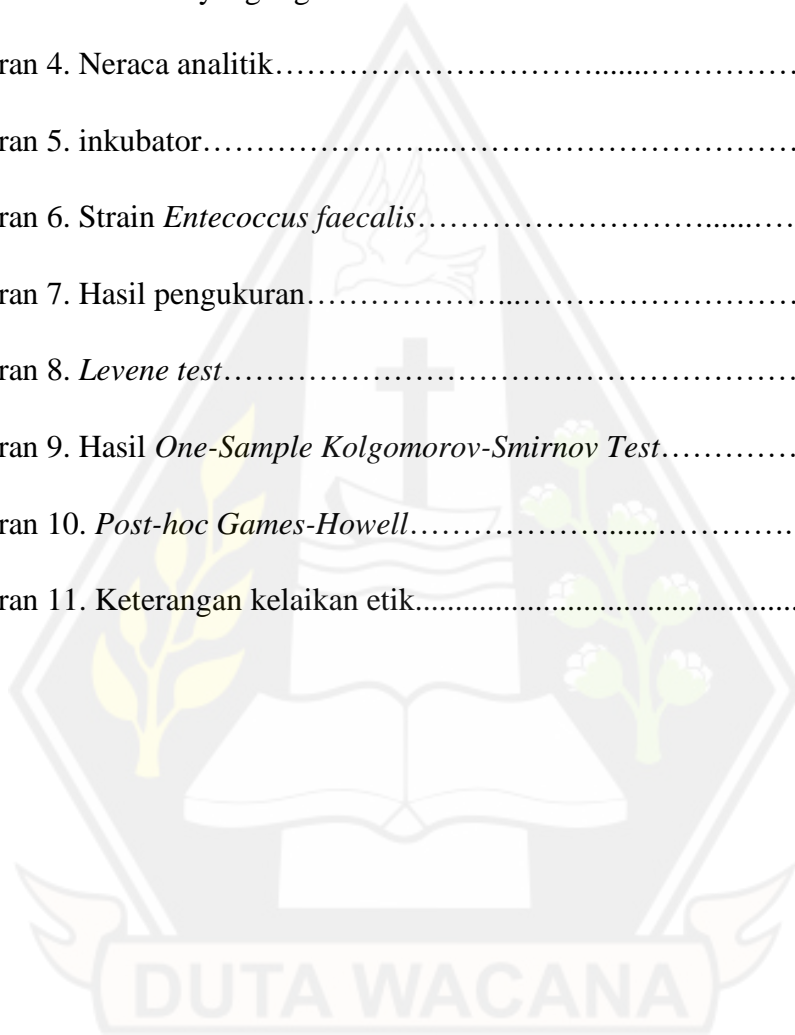 ran 4. Neraca analitik…………………………….......……………
ran 5. inkubator…………………....…………………………………
ran 6. Strain Entecoccus faecalis………………………….......….
ran 7. Hasil pengukuran………………...……………………………
ran 8. Levene test…………………………………………………………
ran 9. Hasil One-Sample Kolgomorov-Smirnov Test……………
ran 10. Post-hoc Games-Howell…………………......……………
ran 11. Keterangan kelaikan etik...............................................
DUTA WACANA